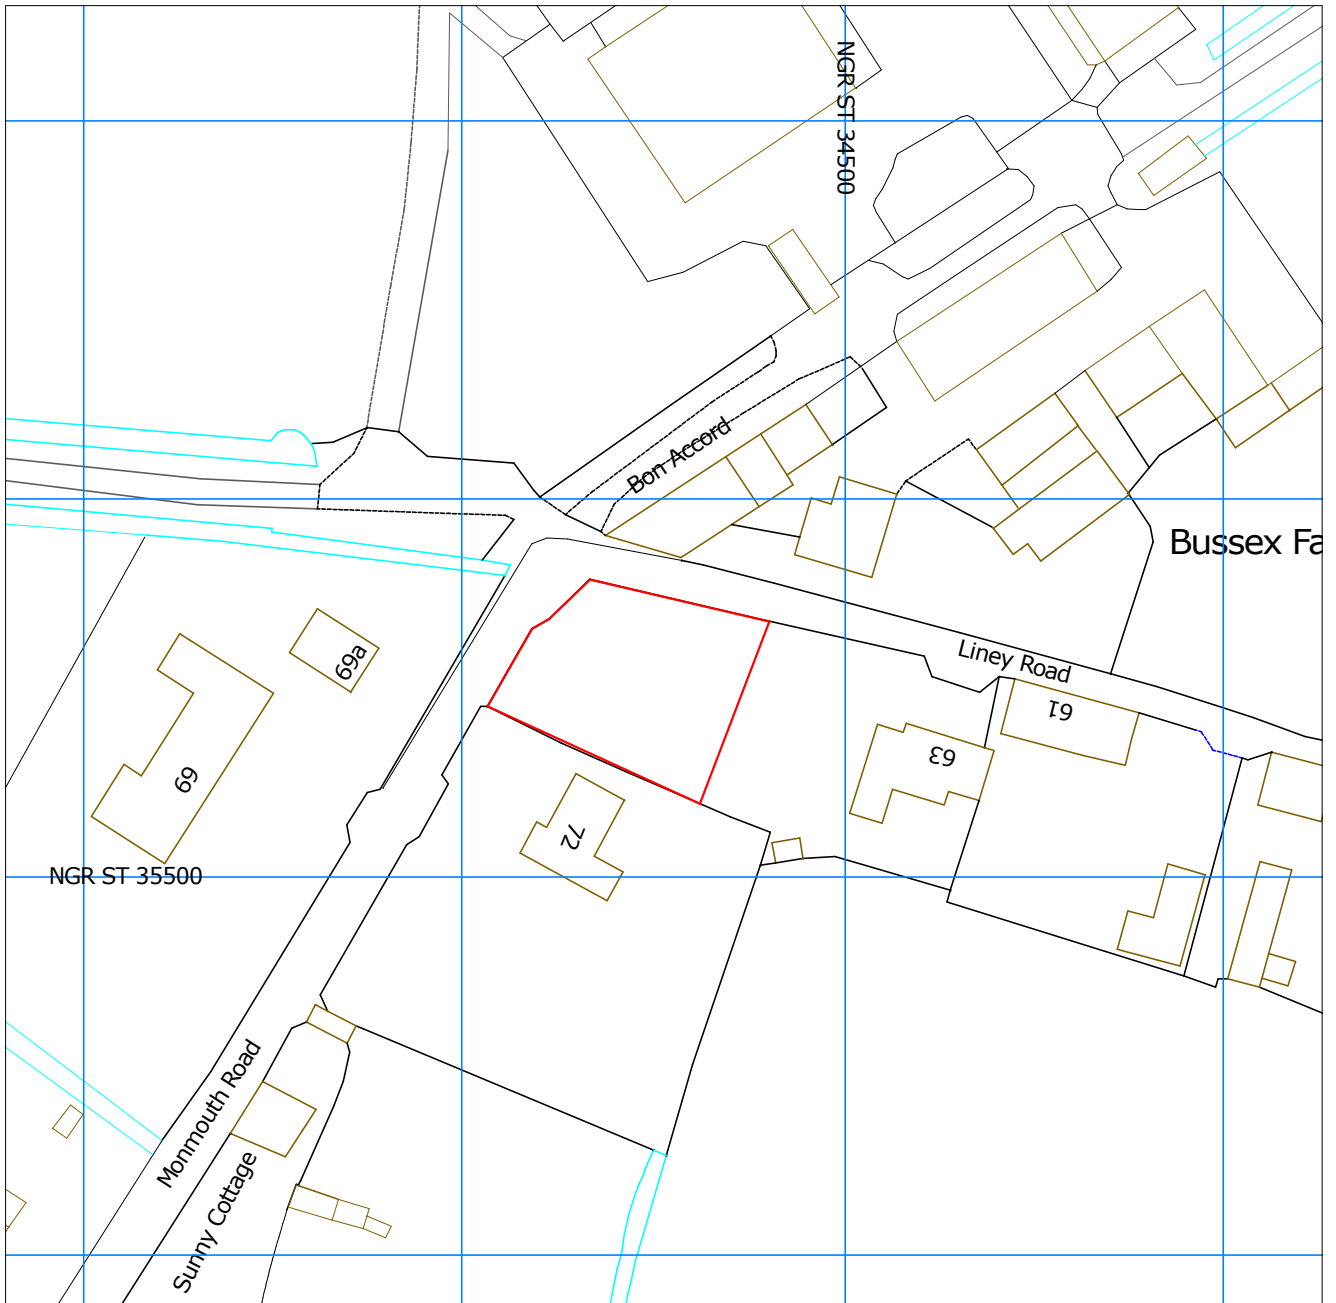 NGR ST 34500
Bon Accord
Bussex Fa
Liney Road
69a
61
63
69
72
NGR ST 35500
Monmouth Road
Sunny Cottage